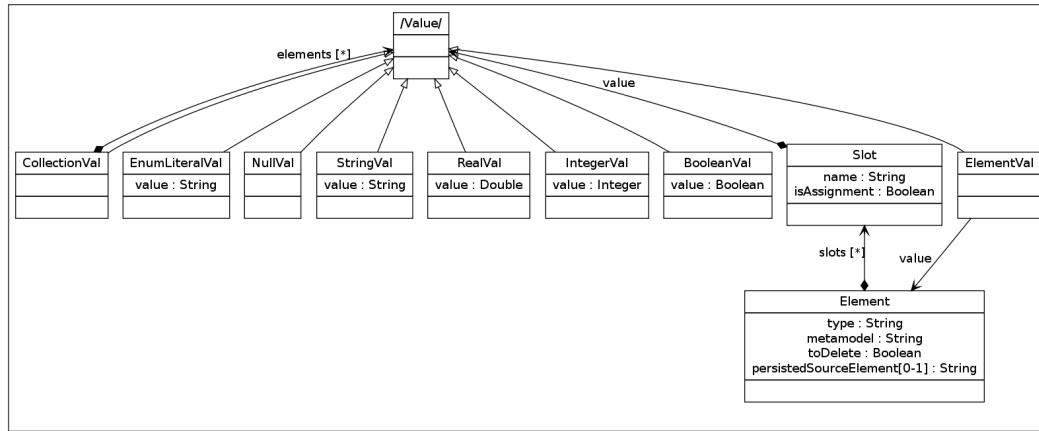 /Value/
elements [*]
value
CollectionVal
EnumLiteralVal
value : String
NullVal
StringVal
value : String
RealVal
value : Double
IntegerVal
value : Integer
BooleanVal
value : Boolean
Slot
name : String
isAssignment : Boolean
ElementVal
slots [*]
value
Element
type : String
metamodel : String
toDelete : Boolean
persistedSourceElement[0-1] : String